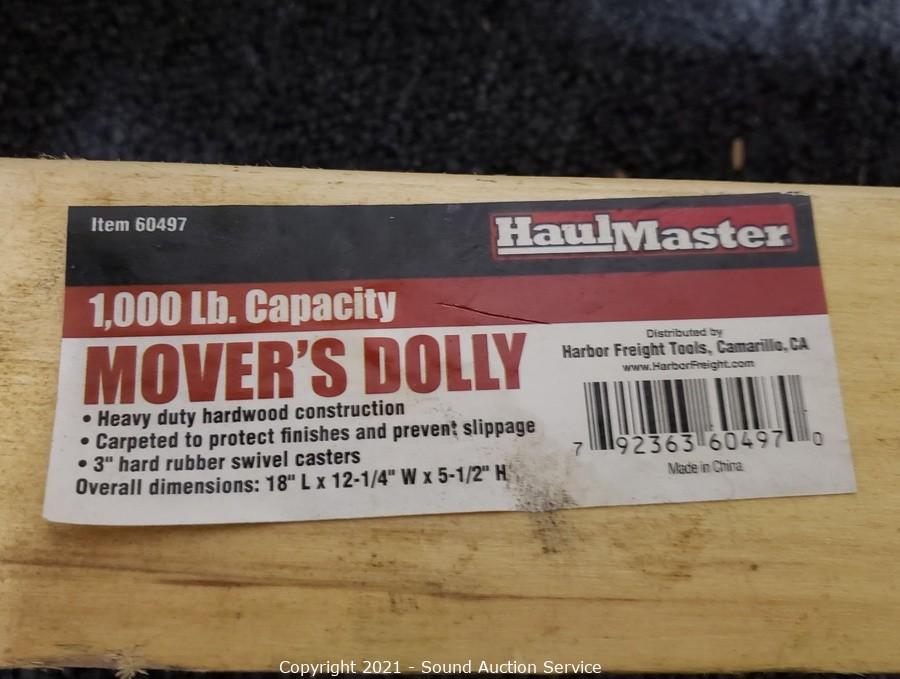 Item 60497
HaulMaster
1,000 Lb. Capacity
MOVER'S DOLLY
• Heavy duty hardwood construction
• Carpeted to protect finishes and prevent slippage
• 3" hard rubber swivel casters
Overall dimensions: 18" L x 12-1/4" W x 5-1/2" H
Distributed by
Harbor Freight Tools, Camarillo, CA
www.HarborFreight.com
7 92363 60497 0
Made in China
Copyright 2021 - Sound Auction Service